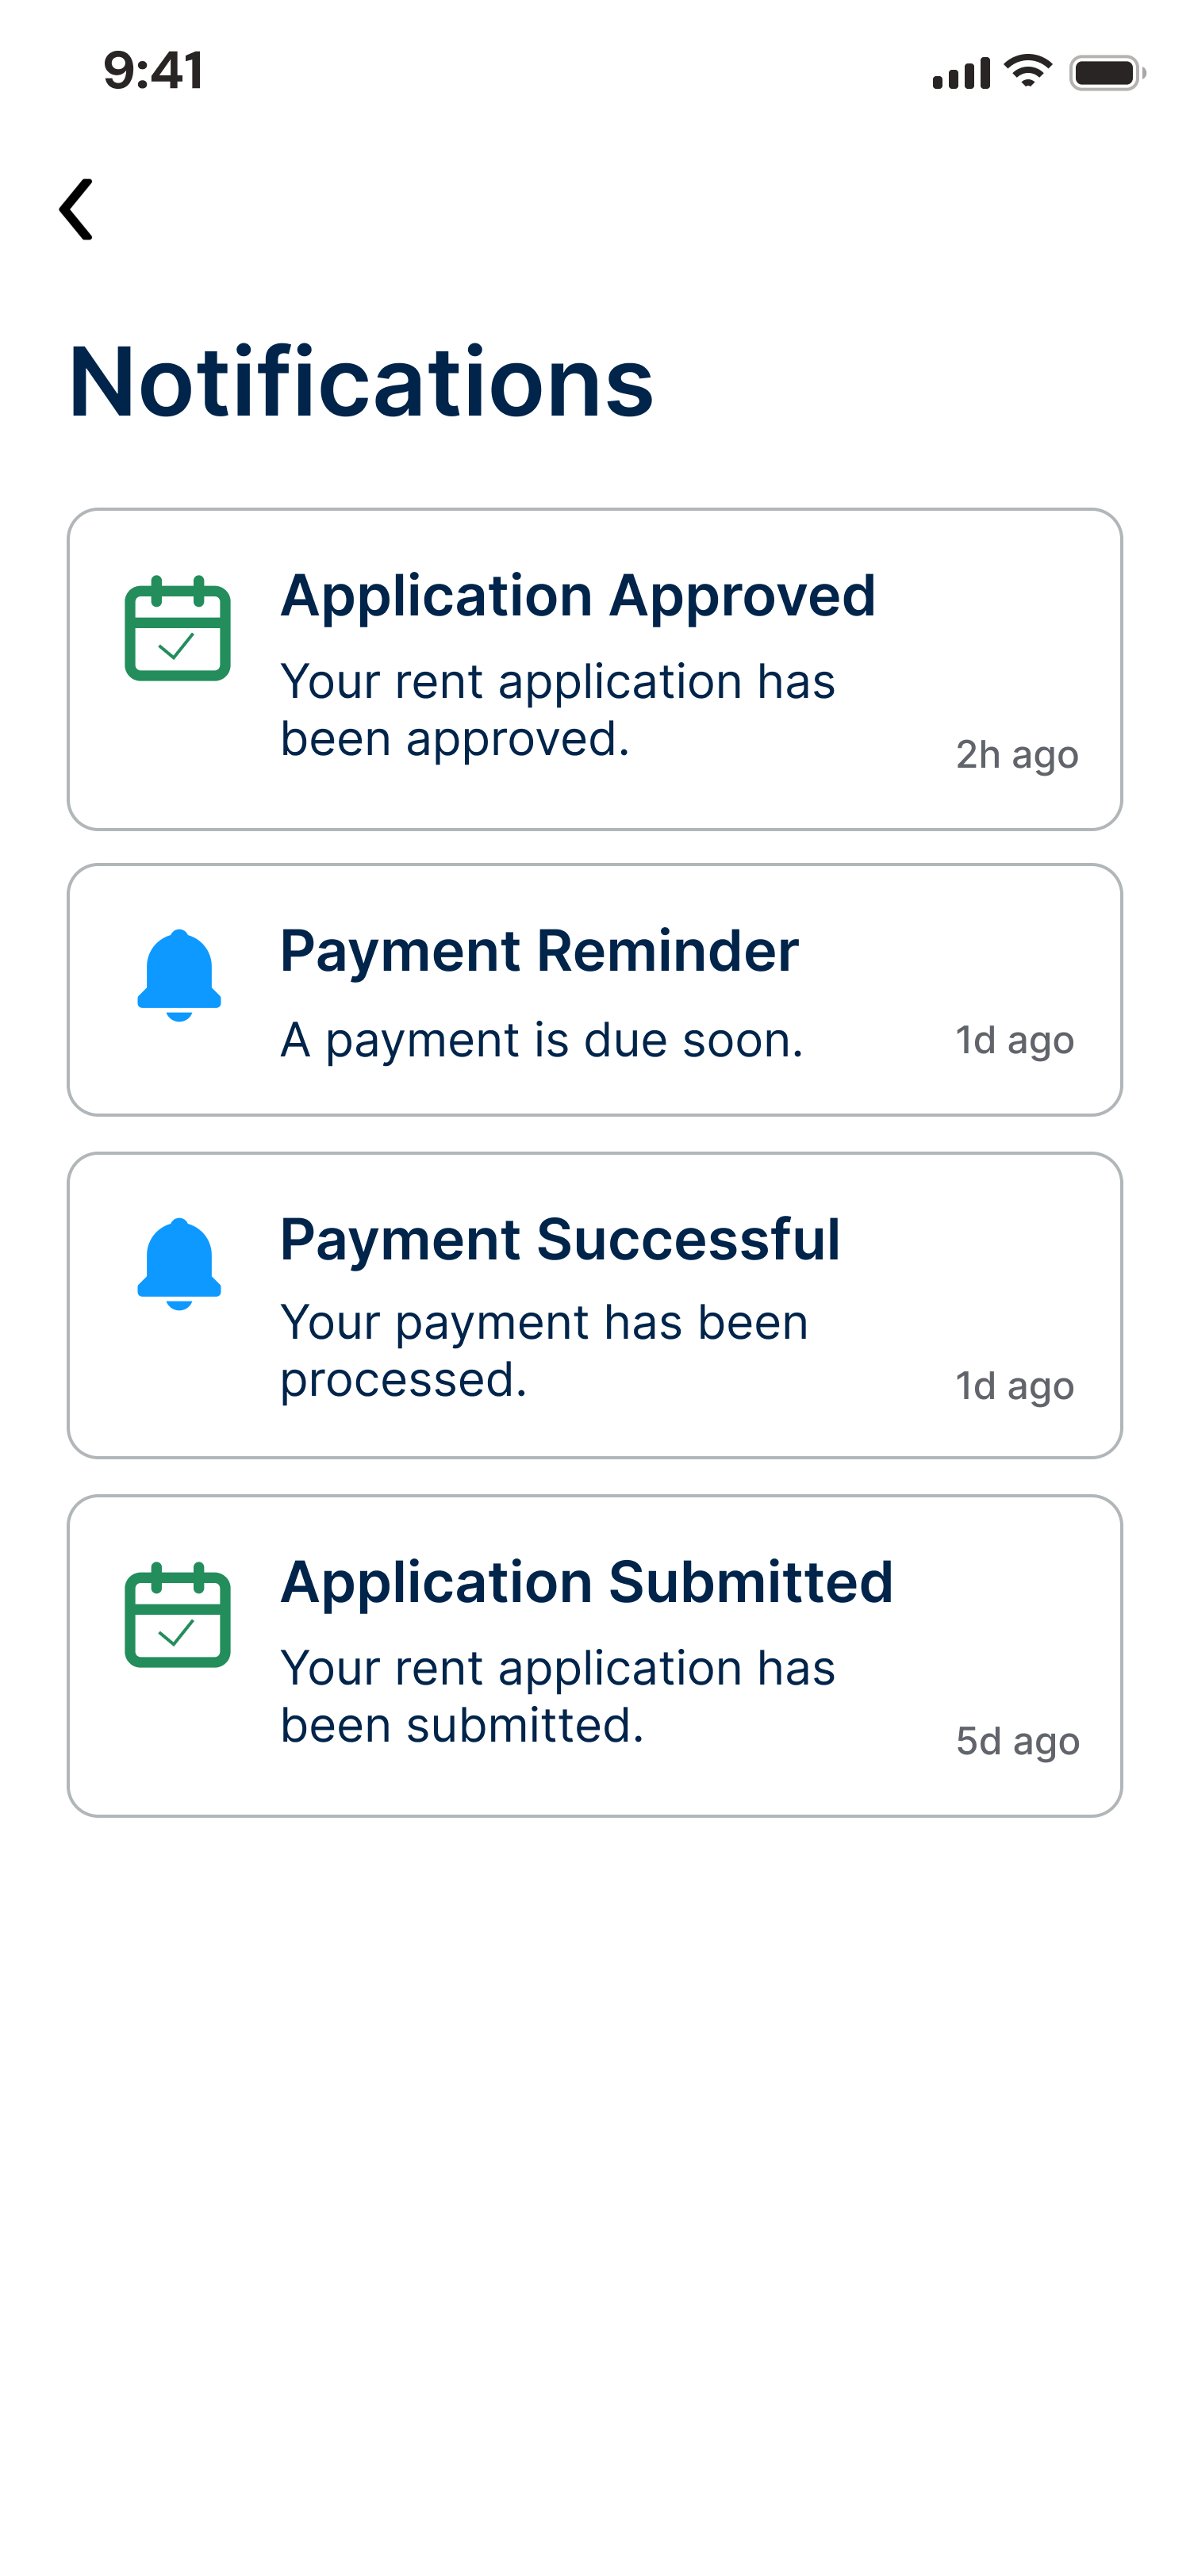 9:41
Notifications
Application Approved
Your rent application has
been approved.
2h ago
Payment Reminder
A payment is due soon.
1d ago
Payment Successful
Your payment has been
processed.
1d ago
Application Submitted
Your rent application has
been submitted.
5d ago